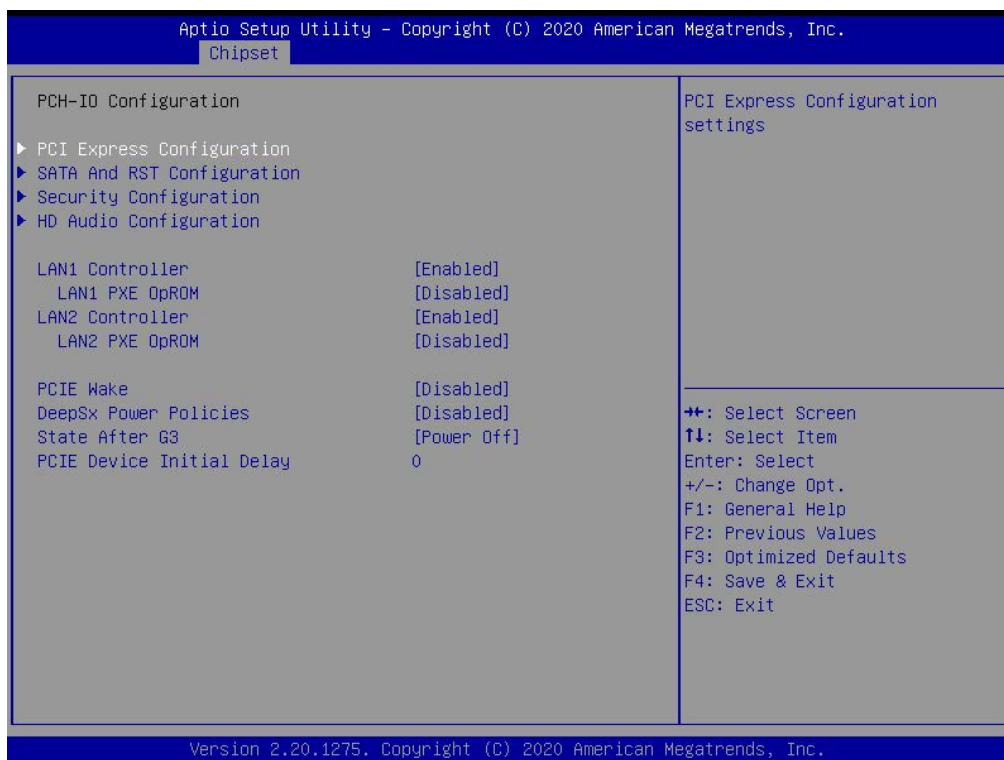 Aptio Setup Utility – Copyright (C) 2020 American Megatrends, Inc.
Chipset
PCH-IO Configuration
▶ PCI Express Configuration
▶ SATA And RST Configuration
▶ Security Configuration
▶ HD Audio Configuration
LAN1 Controller [Enabled]
LAN1 PXE OpROM [Disabled]
LAN2 Controller [Enabled]
LAN2 PXE OpROM [Disabled]
PCIE Wake [Disabled]
DeepSx Power Policies [Disabled]
State After G3 [Power Off]
PCIE Device Initial Delay 0
PCI Express Configuration
settings
→←: Select Screen
↑↓: Select Item
Enter: Select
+/-: Change Opt.
F1: General Help
F2: Previous Values
F3: Optimized Defaults
F4: Save & Exit
ESC: Exit
Version 2.20.1275. Copyright (C) 2020 American Megatrends, Inc.